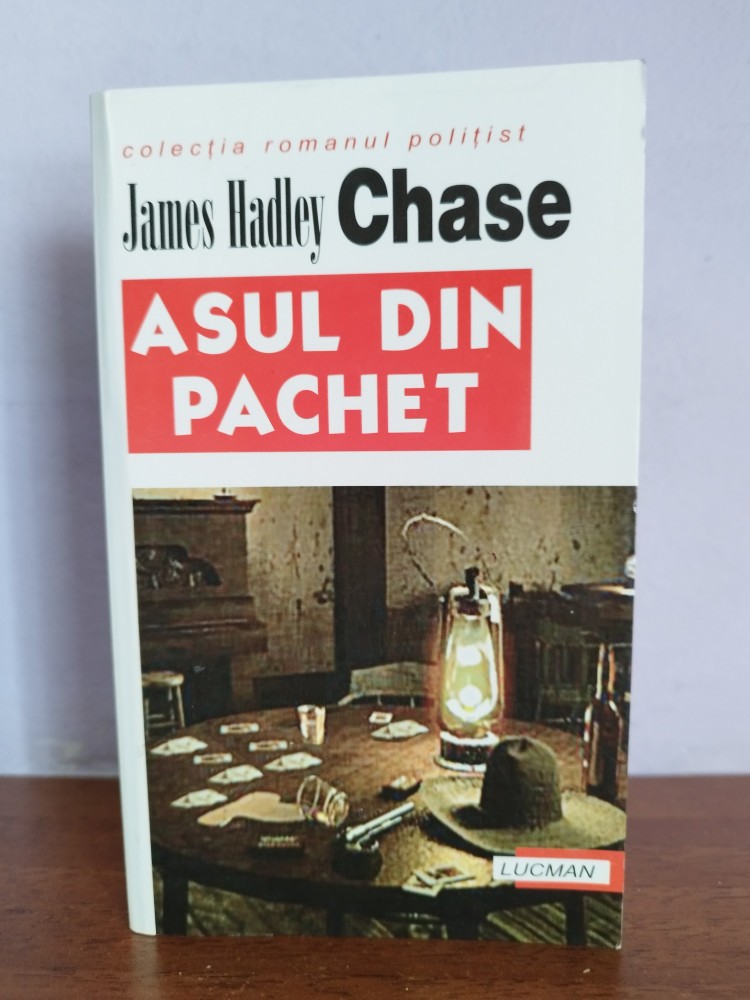 colecția romanul polițist
James Hadley Chase
ASUL DIN
PACHET
LUCMAN